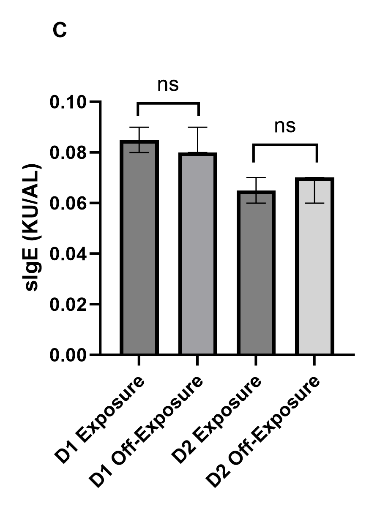 C
ns
ns
sIgE (KU/AL)
0.10
0.08
0.06
0.04
0.02
0.00
D1 Exposure
D1 Off-Exposure
D2 Exposure
D2 Off-Exposure